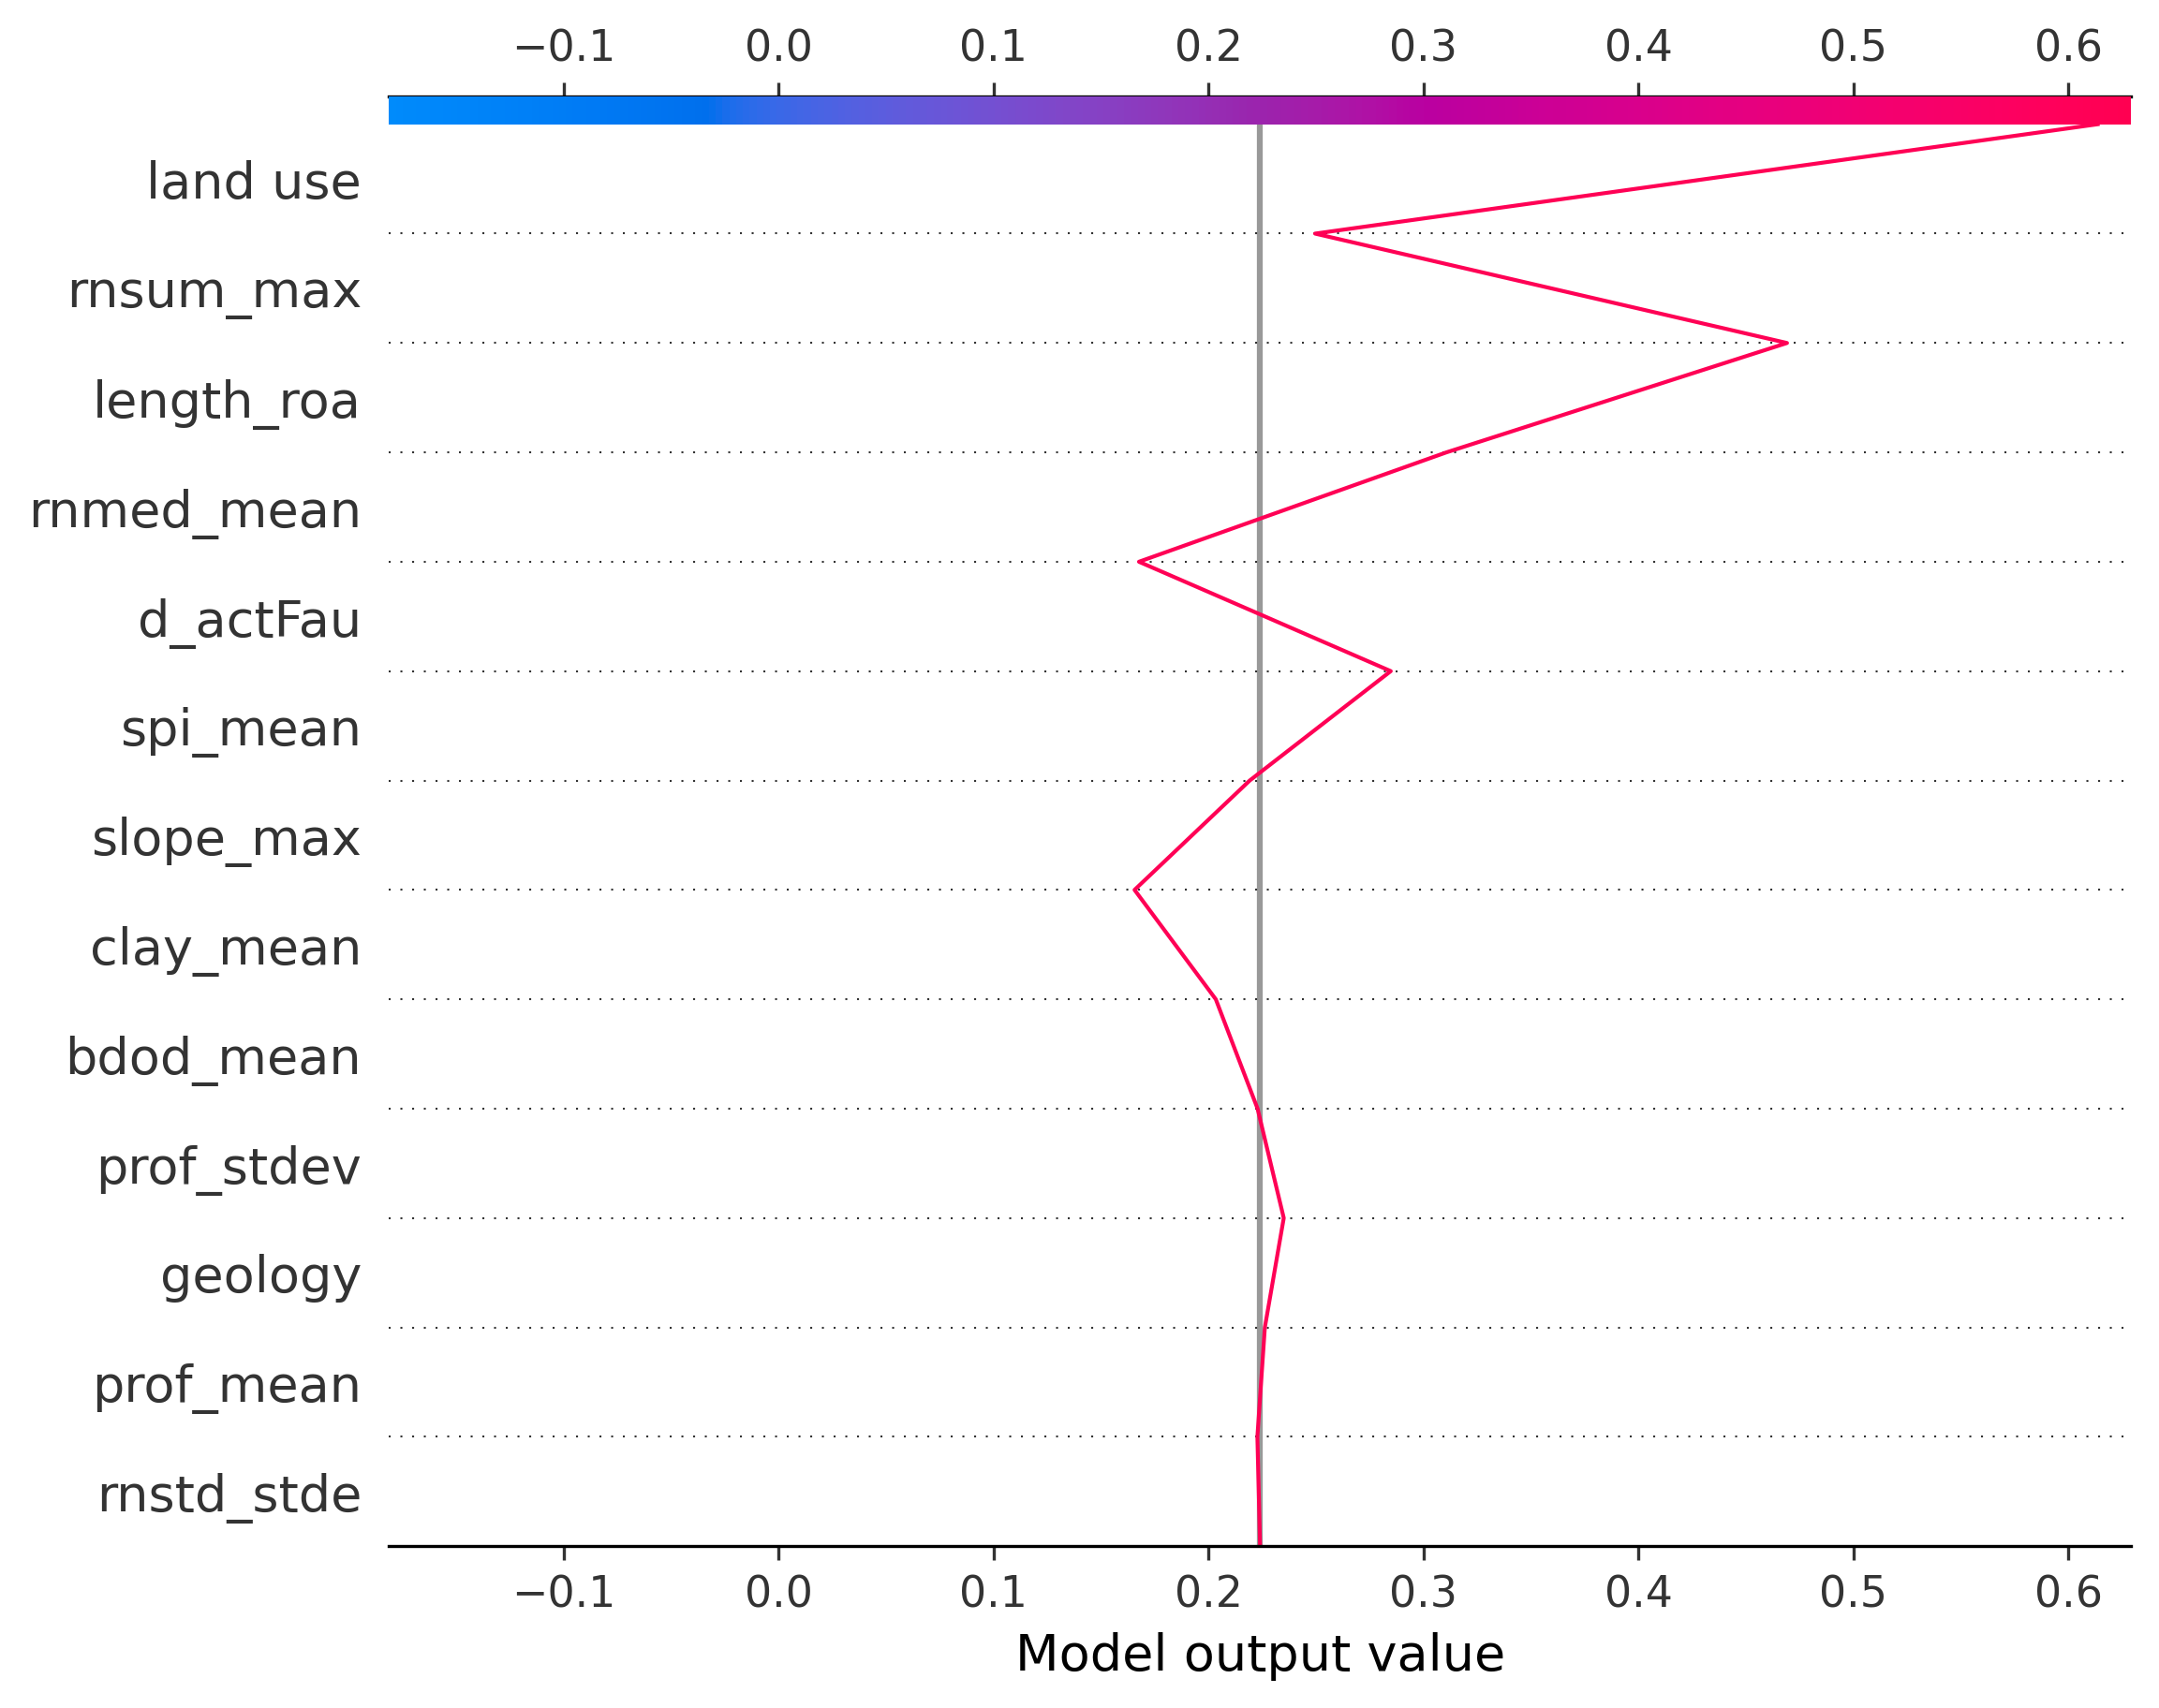 −0.1 0.0 0.1 0.2 0.3 0.4 0.5 0.6
land use
rnsum_max
length_roa
rnmed_mean
d_actFau
spi_mean
slope_max
clay_mean
bdod_mean
prof_stdev
geology
prof_mean
rnstd_stde
−0.1 0.0 0.1 0.2 0.3 0.4 0.5 0.6
Model output value